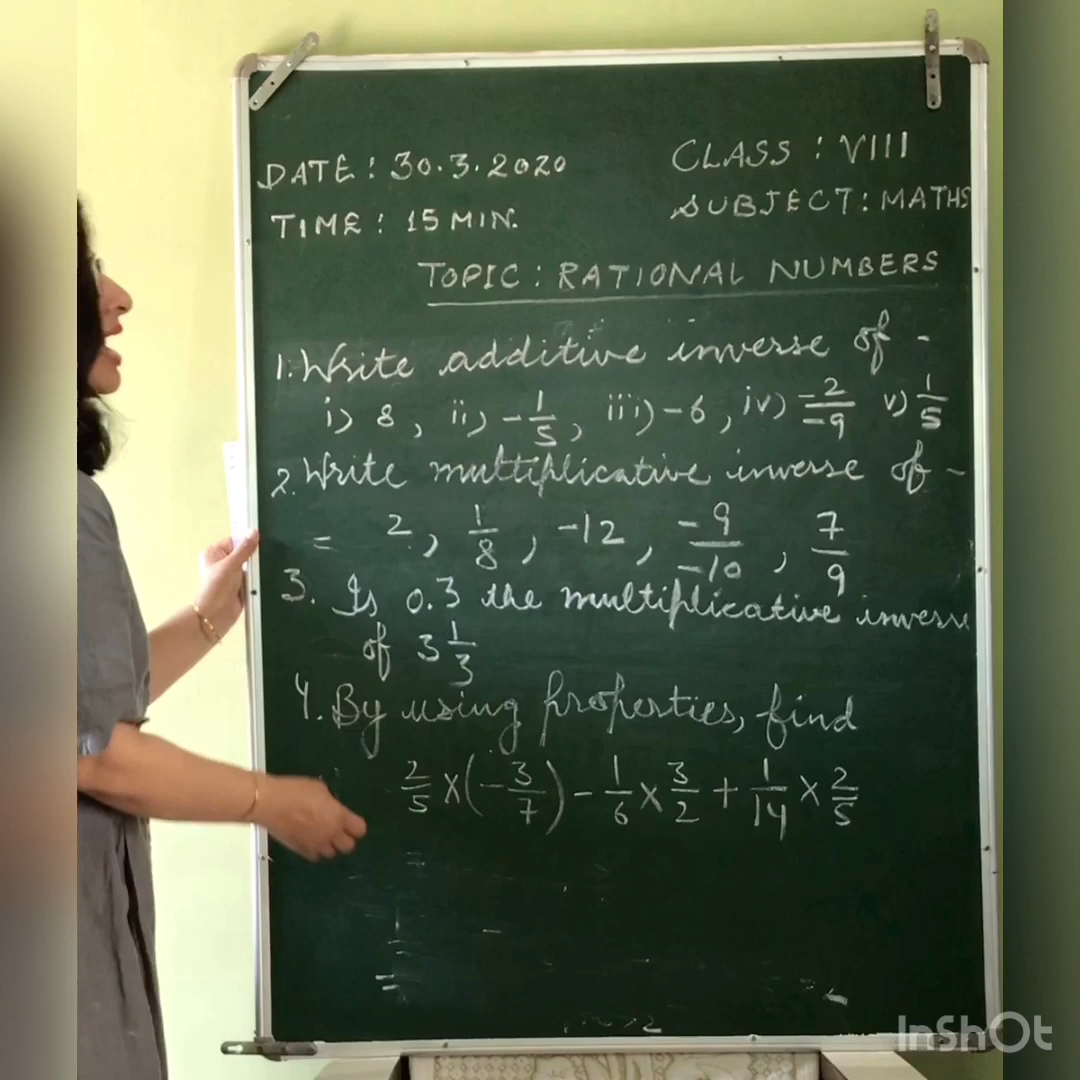 DATE : 30.3.2020
CLASS : VIII
TIME : 15 MIN.
SUBJECT : MATHS
TOPIC : RATIONAL NUMBERS
1. Write additive inverse of -
i) 8, ii) -1/5, iii) -6, iv) -2/-9 v) 1/5
2. Write multiplicative inverse of -
= 2, 1/8, -12, -9/-10, 7/9
3. Is 0.3 the multiplicative inverse
of 3 1/3
4. By using properties, find
2/5 × (-3/7) - 1/6 × 3/2 + 1/14 × 2/5
=
InShOt